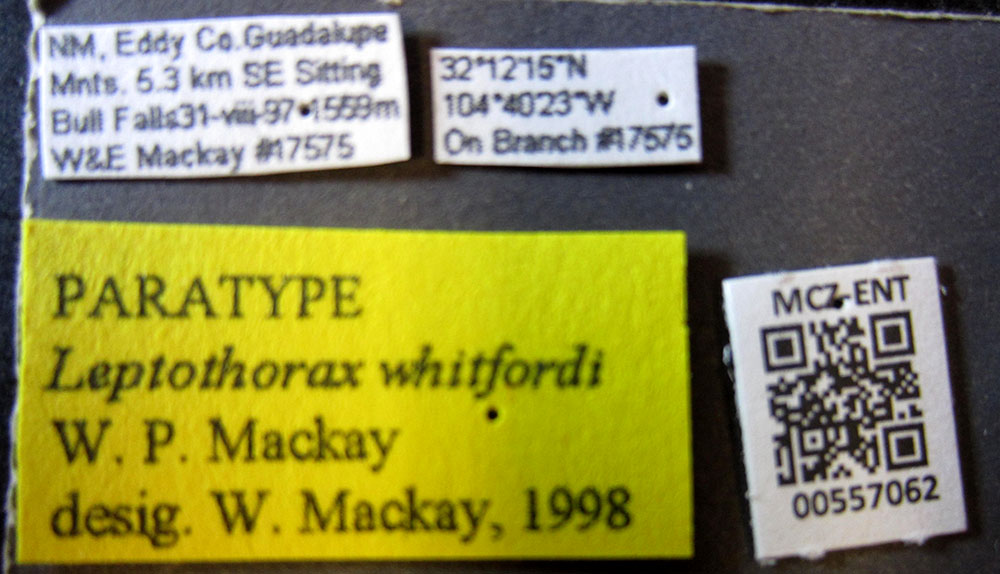 NM, Eddy Co.Guadalupe
Mnts. 5.3 km SE Sitting
Bull Falls31-viii-97 1559m
W&E Mackay #17575
32°12'15"N
104°40'23"W
On Branch #17575
PARATYPE
Leptothorax whitfordi
W. P. Mackay
desig. W. Mackay, 1998
MCZ-ENT
00557062